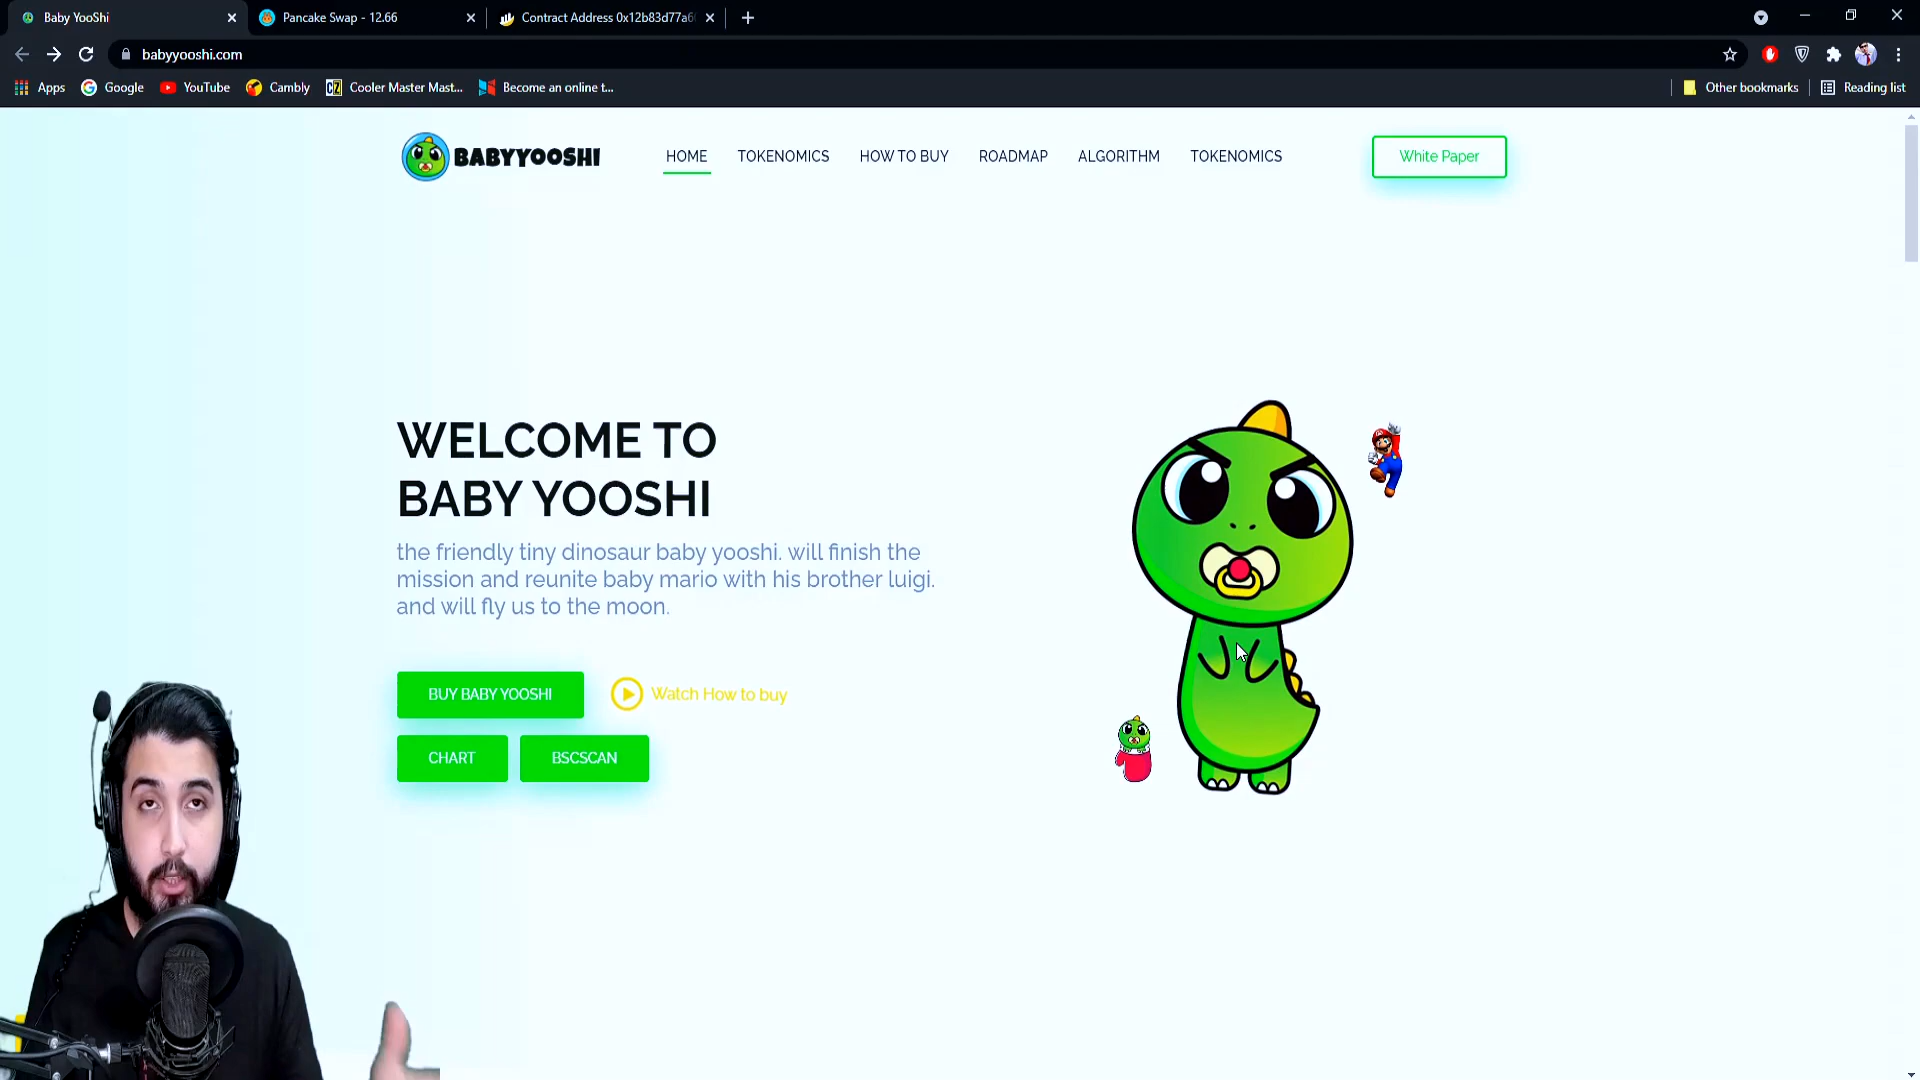 Baby YooShi
Pancake Swap - 12.66
Contract Address 0x12b83d77a6
babyyooshi.com
Apps
Google
YouTube
Cambly
Cooler Master Mast...
Become an online t...
Other bookmarks
Reading list
BABYYOOSHI
HOME
TOKENOMICS
HOW TO BUY
ROADMAP
ALGORITHM
TOKENOMICS
White Paper
WELCOME TO
BABY YOOSHI
the friendly tiny dinosaur baby yooshi. will finish the
mission and reunite baby mario with his brother luigi.
and will fly us to the moon.
BUY BABY YOOSHI
Watch How to buy
CHART
BSCSCAN